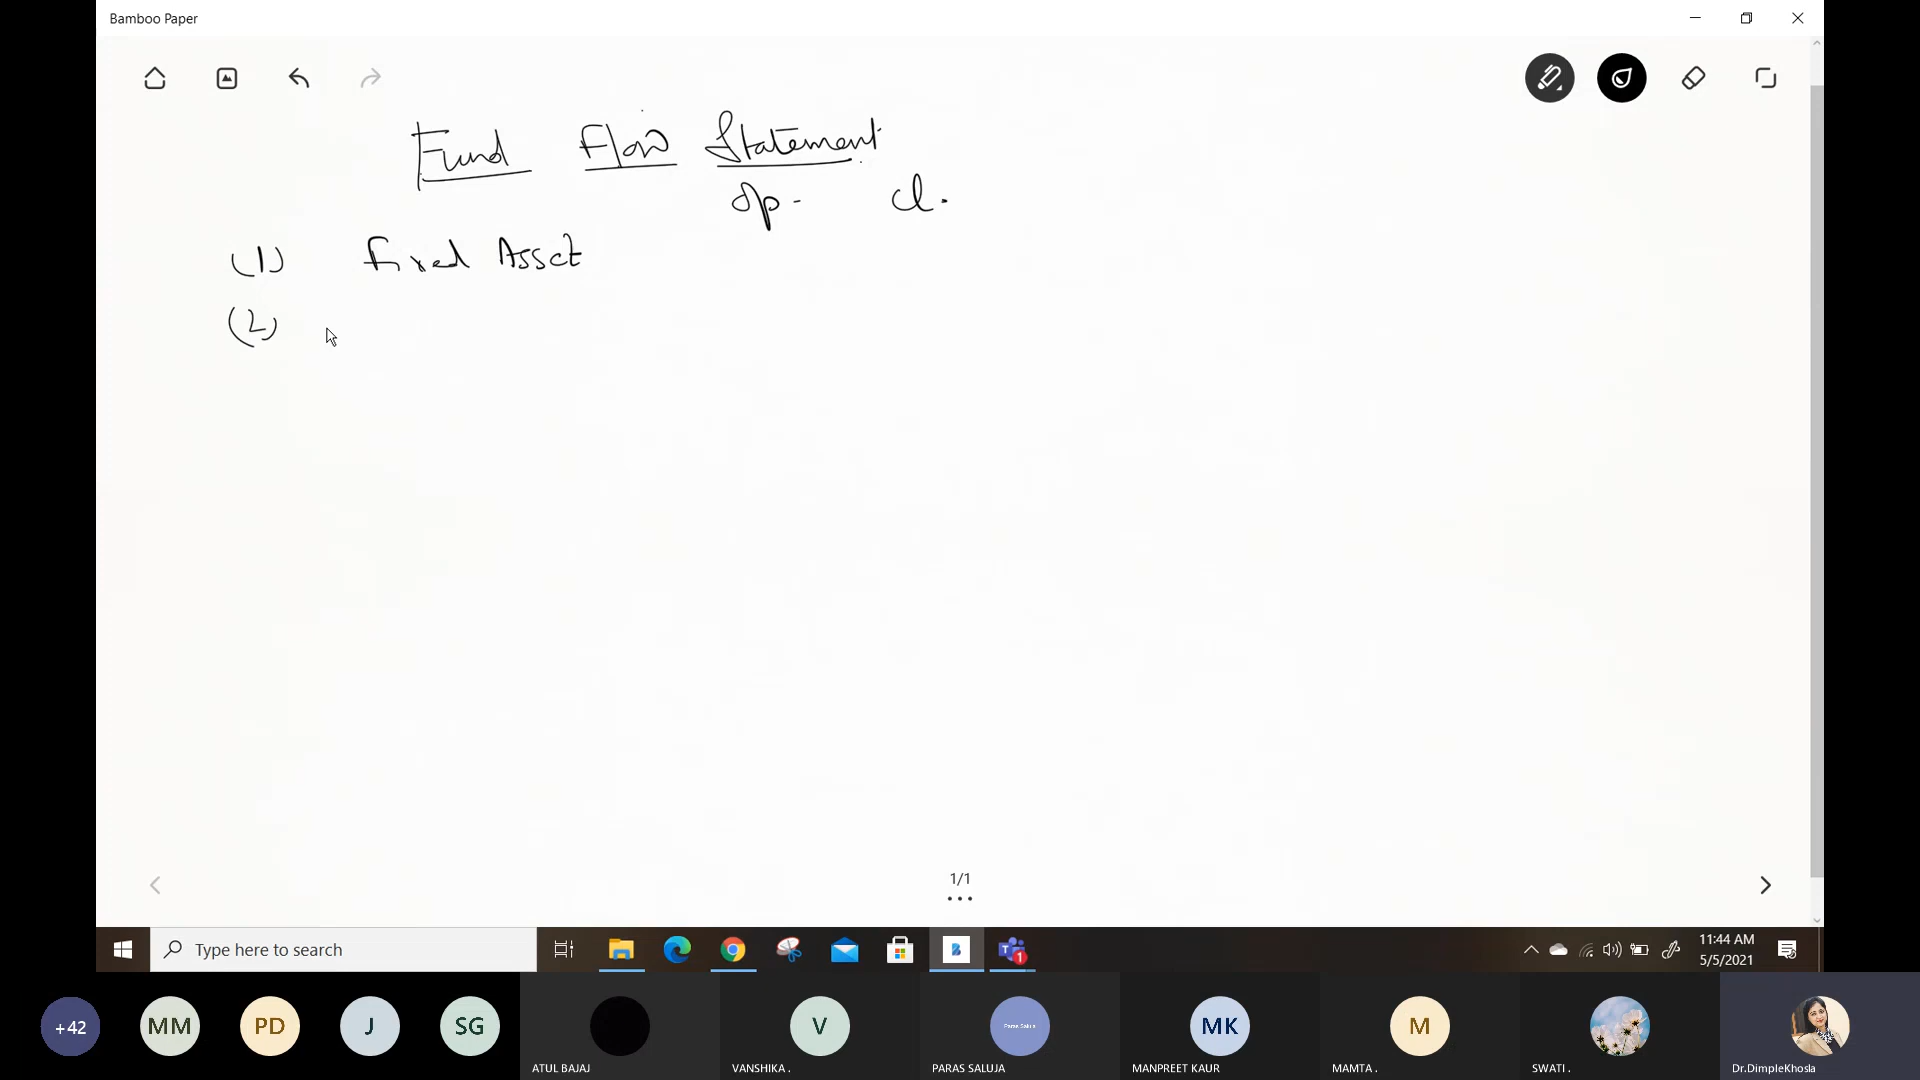 Bamboo Paper
Fund Flow Statement
Op. Cl.
(1) Fixed Asset
(2)
1/1
Type here to search
11:44 AM
5/5/2021
+42
MM
PD
J
SG
V
Paras Saluja
MK
M
ATUL BAJAJ
VANSHIKA .
PARAS SALUJA
MANPREET KAUR
MAMTA .
SWATI .
Dr.DimpleKhosla